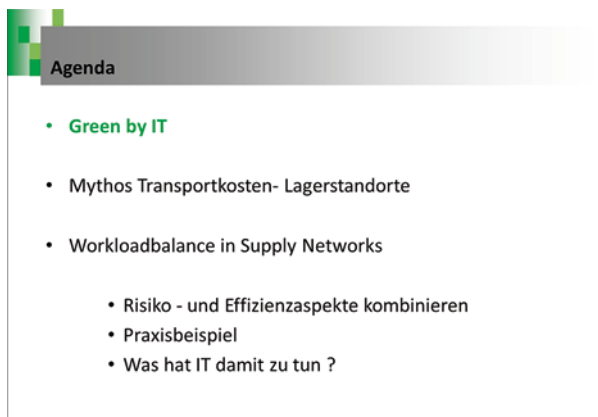 Agenda
• Green by IT
• Mythos Transportkosten- Lagerstandorte
• Workloadbalance in Supply Networks
• Risiko - und Effizienzaspekte kombinieren
• Praxisbeispiel
• Was hat IT damit zu tun ?